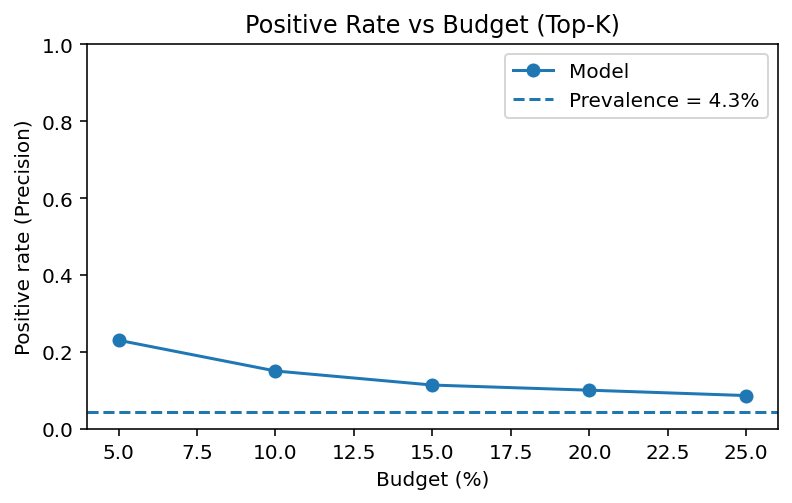 Positive Rate vs Budget (Top-K)
Model
Prevalence = 4.3%
Positive rate (Precision)
1.0
0.8
0.6
0.4
0.2
0.0
5.0 7.5 10.0 12.5 15.0 17.5 20.0 22.5 25.0
Budget (%)